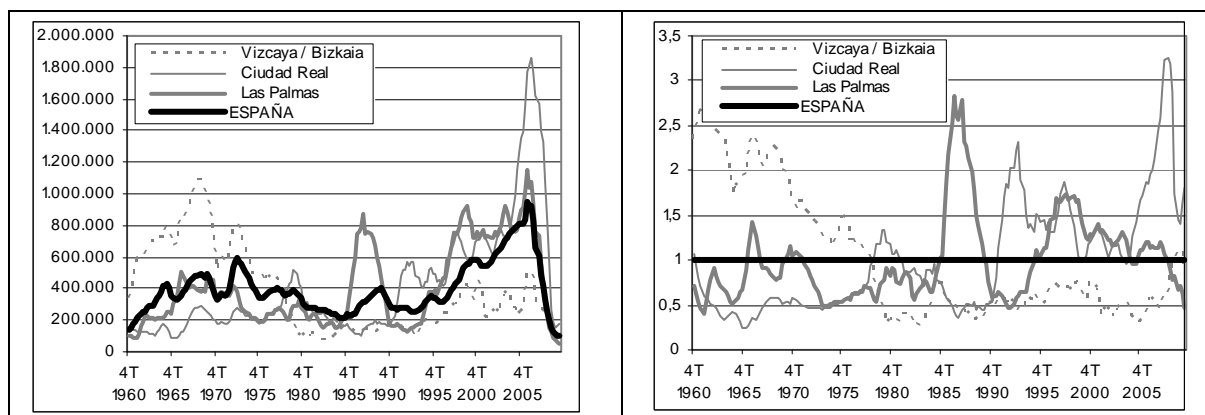 2.000.000
1.800.000
1.600.000
1.400.000
1.200.000
1.000.000
800.000
600.000
400.000
200.000
0
Vizcaya / Bizkaia
Ciudad Real
Las Palmas
ESPAÑA
4T 4T 4T 4T 4T 4T 4T 4T 4T 4T
1960 1965 1970 1975 1980 1985 1990 1995 2000 2005
3,5
3
2,5
2
1,5
1
0,5
0
Vizcaya / Bizkaia
Ciudad Real
Las Palmas
ESPAÑA
4T 4T 4T 4T 4T 4T 4T 4T 4T 4T
1960 1965 1970 1975 1980 1985 1990 1995 2000 2005